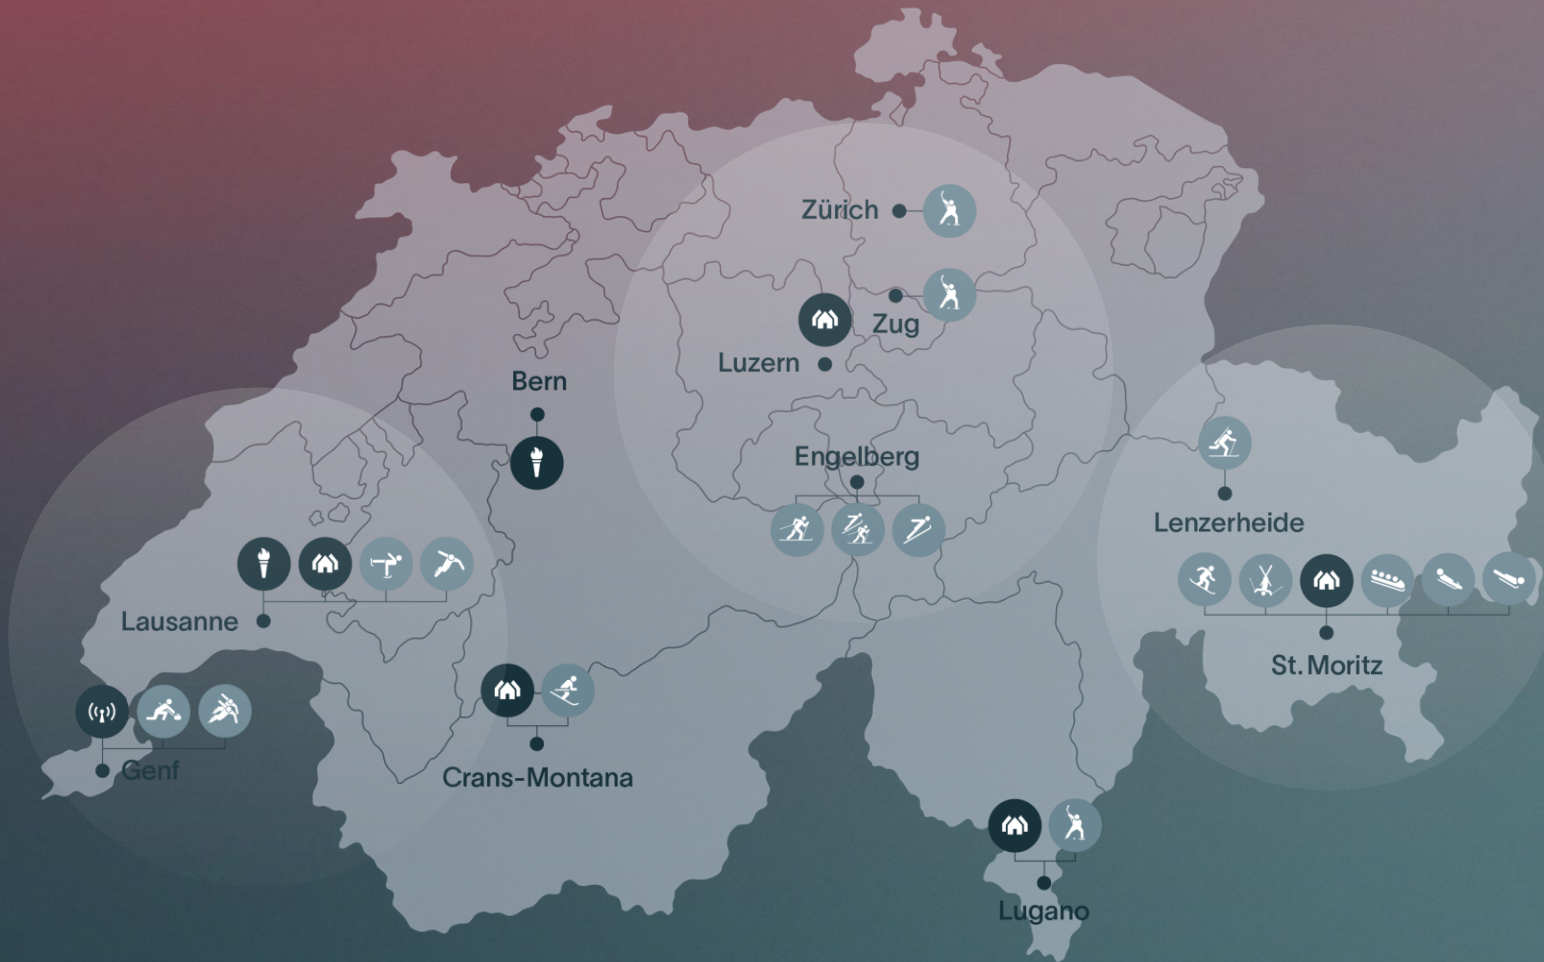 Zürich
Zug
Luzern
Bern
Engelberg
Lenzerheide
Lausanne
St. Moritz
Genf
Crans-Montana
Lugano